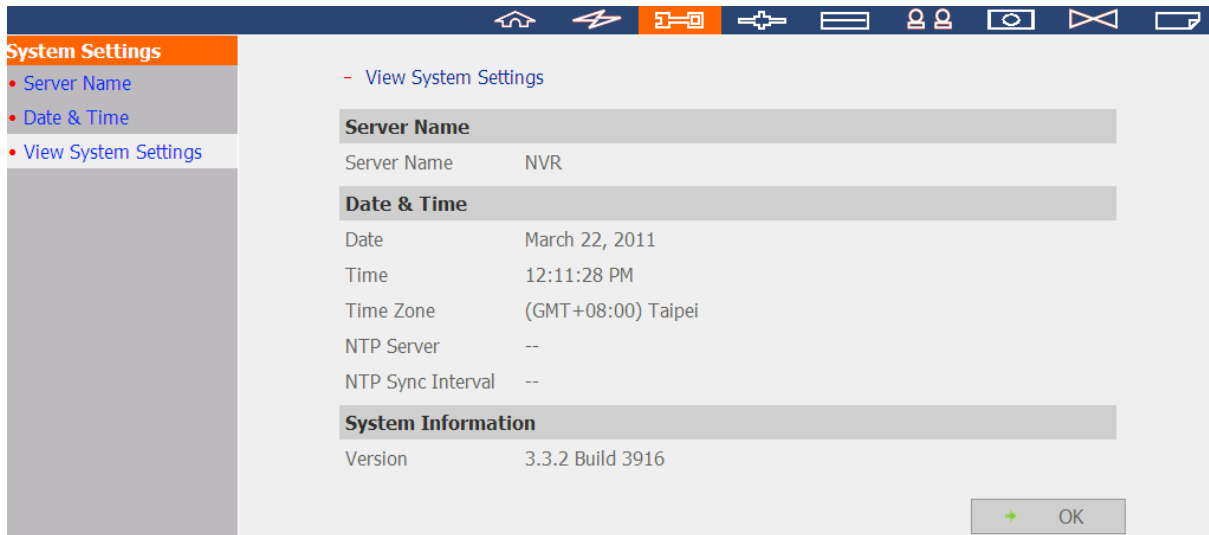 System Settings
• Server Name
• Date & Time
• View System Settings
– View System Settings
Server Name
Server Name NVR
Date & Time
Date March 22, 2011
Time 12:11:28 PM
Time Zone (GMT+08:00) Taipei
NTP Server --
NTP Sync Interval --
System Information
Version 3.3.2 Build 3916
OK